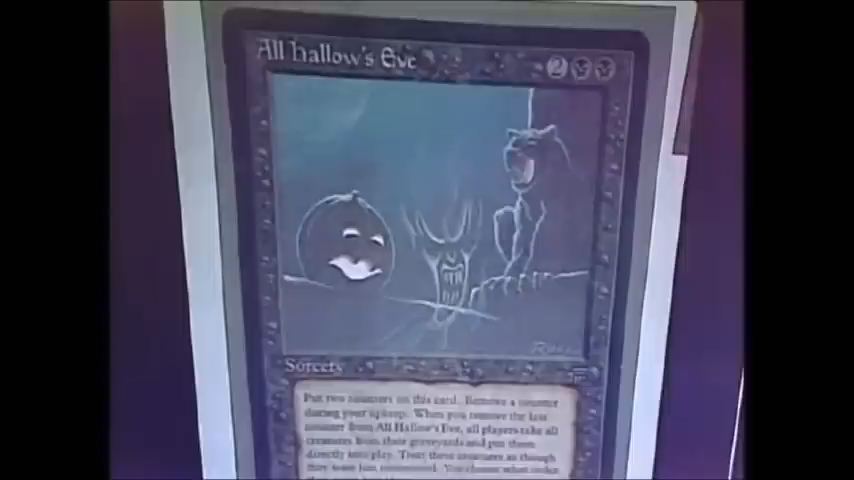 All Hallow's Eve 2
Sorcery
Put two counters on this card. Remove a counter
during your upkeep. When you remove the last
counter from All Hallow's Eve, all players take all
creatures from their graveyards and put them
directly into play. Treat these creatures as though
they were just summoned. You choose what order